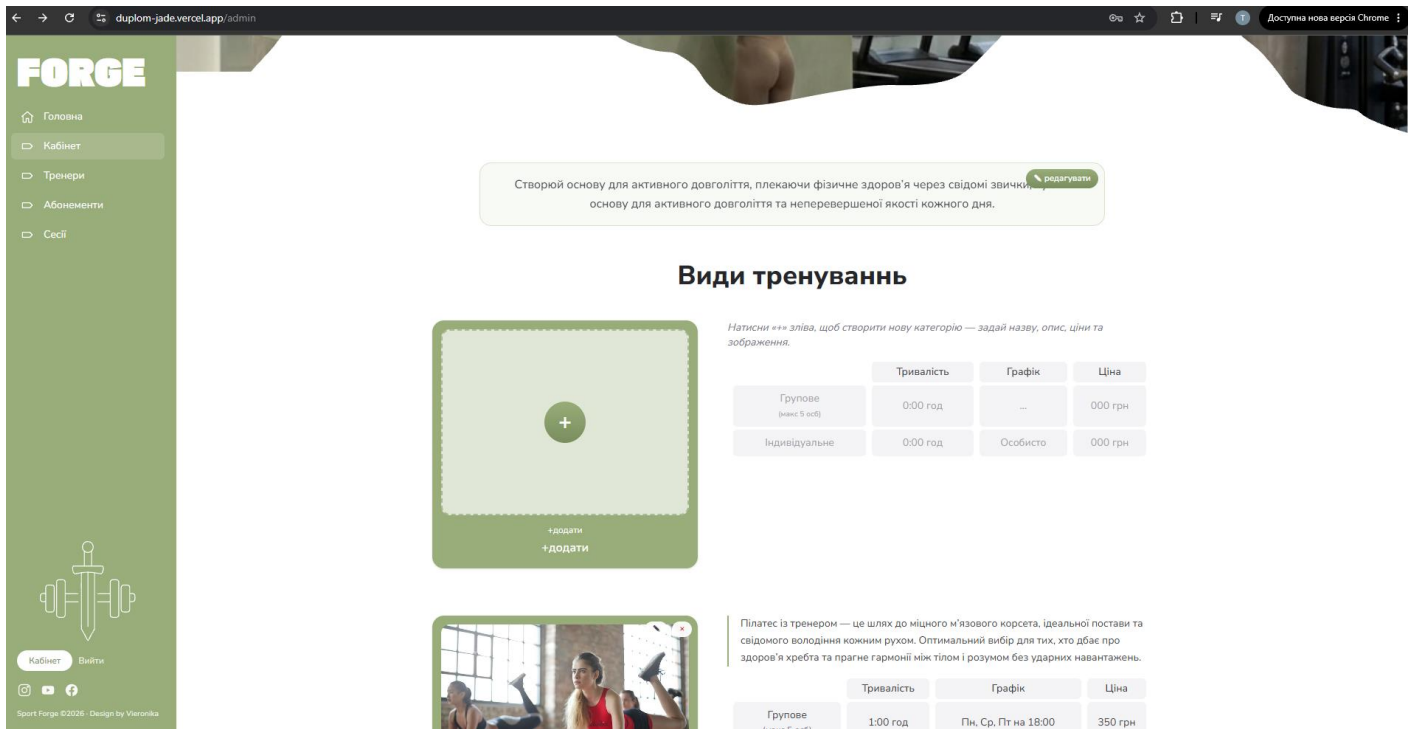 duplom-jade.vercel.app/admin
T
Доступна нова версія Chrome
FORGE
Головна
Кабінет
Тренери
Абонементи
Сесії
Кабінет Вийти
Sport Forge ©2026 · Design by Vieronika
редагувати
Створюй основу для активного довголіття, плекаючи фізичне здоров’я через свідомі звички,
основу для активного довголіття та неперевершеної якості кожного дня.
Види тренуваннь
+
+додати
+додати
Натисни «+» зліва, щоб створити нову категорію — задай назву, опис, ціни та
зображення.
Тривалість Графік Ціна
Групове 0:00 год ... 000 грн
(макс 5 осб)
Індивідуальне 0:00 год Особисто 000 грн
×
Пілатес із тренером — це шлях до міцного м’язового корсета, ідеальної постави та
свідомого володіння кожним рухом. Оптимальний вибір для тих, хто дбає про
здоров’я хребта та прагне гармонії між тілом і розумом без ударних навантажень.
Тривалість Графік Ціна
Групове 1:00 год Пн, Ср, Пт на 18:00 350 грн